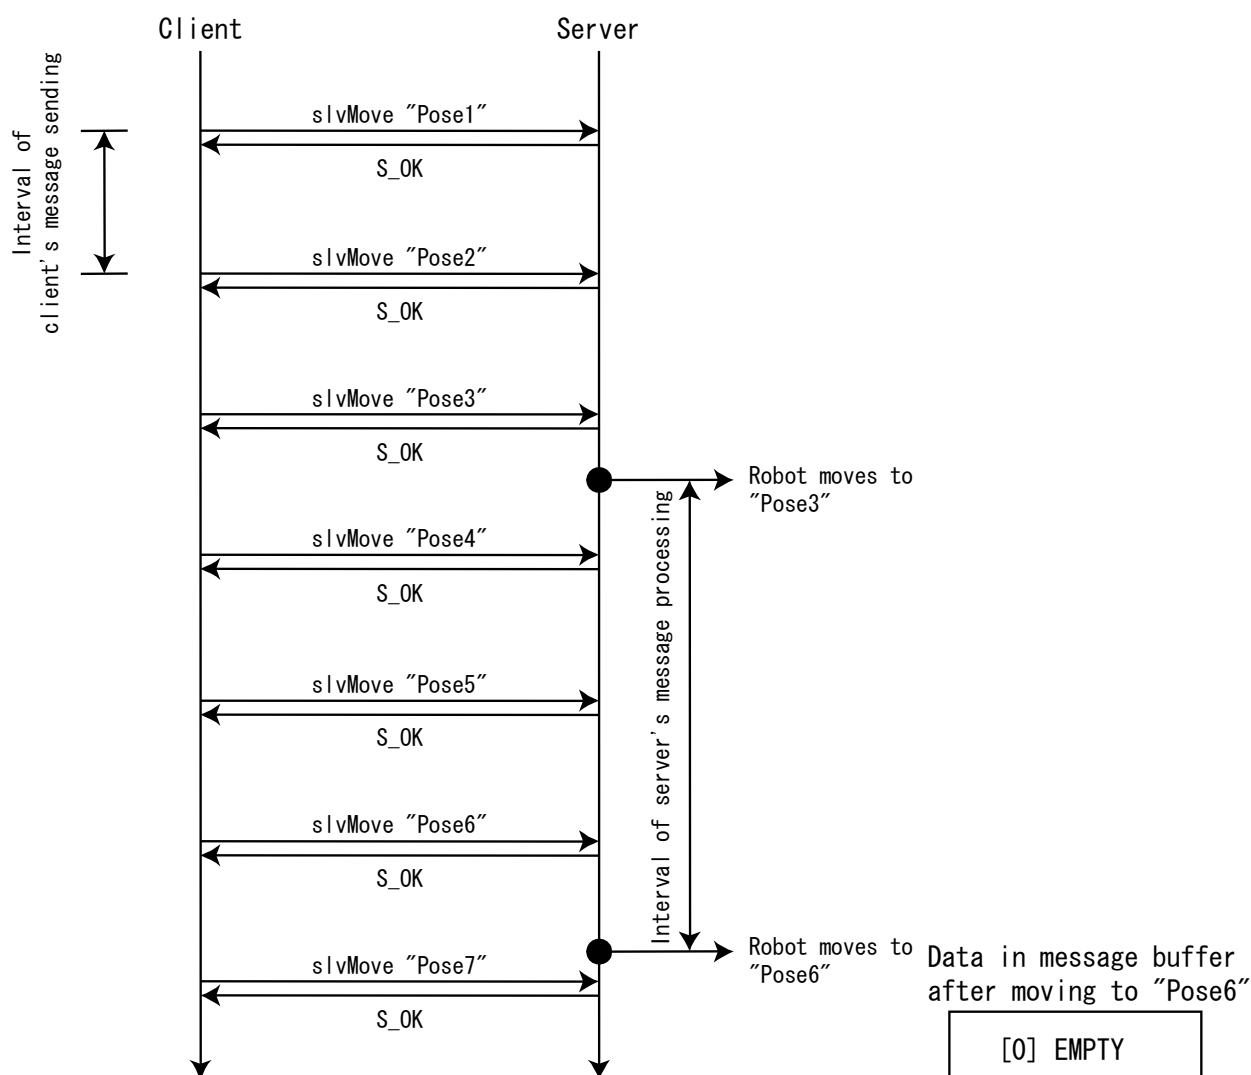 Client
Server
Interval of
client's message sending
slvMove "Pose1"
S_OK
slvMove "Pose2"
S_OK
slvMove "Pose3"
S_OK
Robot moves to
"Pose3"
Interval of server's message processing
slvMove "Pose4"
S_OK
slvMove "Pose5"
S_OK
slvMove "Pose6"
S_OK
Robot moves to
"Pose6"
slvMove "Pose7"
S_OK
Data in message buffer
after moving to "Pose6"
[0] EMPTY